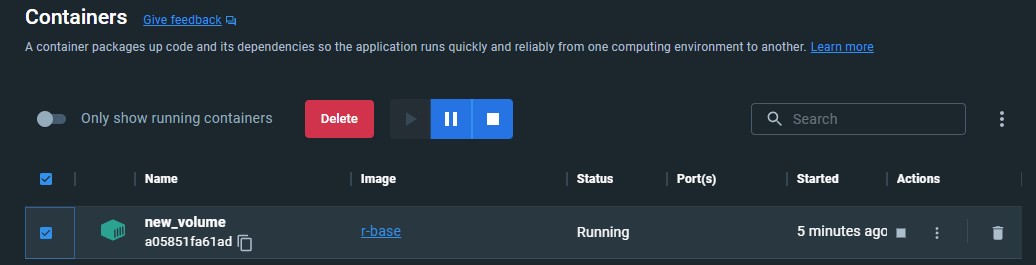 Containers Give feedback
A container packages up code and its dependencies so the application runs quickly and reliably from one computing environment to another. Learn more
Only show running containers Delete Search
Name Image Status Port(s) Started Actions
new_volume
a05851fa61ad r-base Running 5 minutes ago